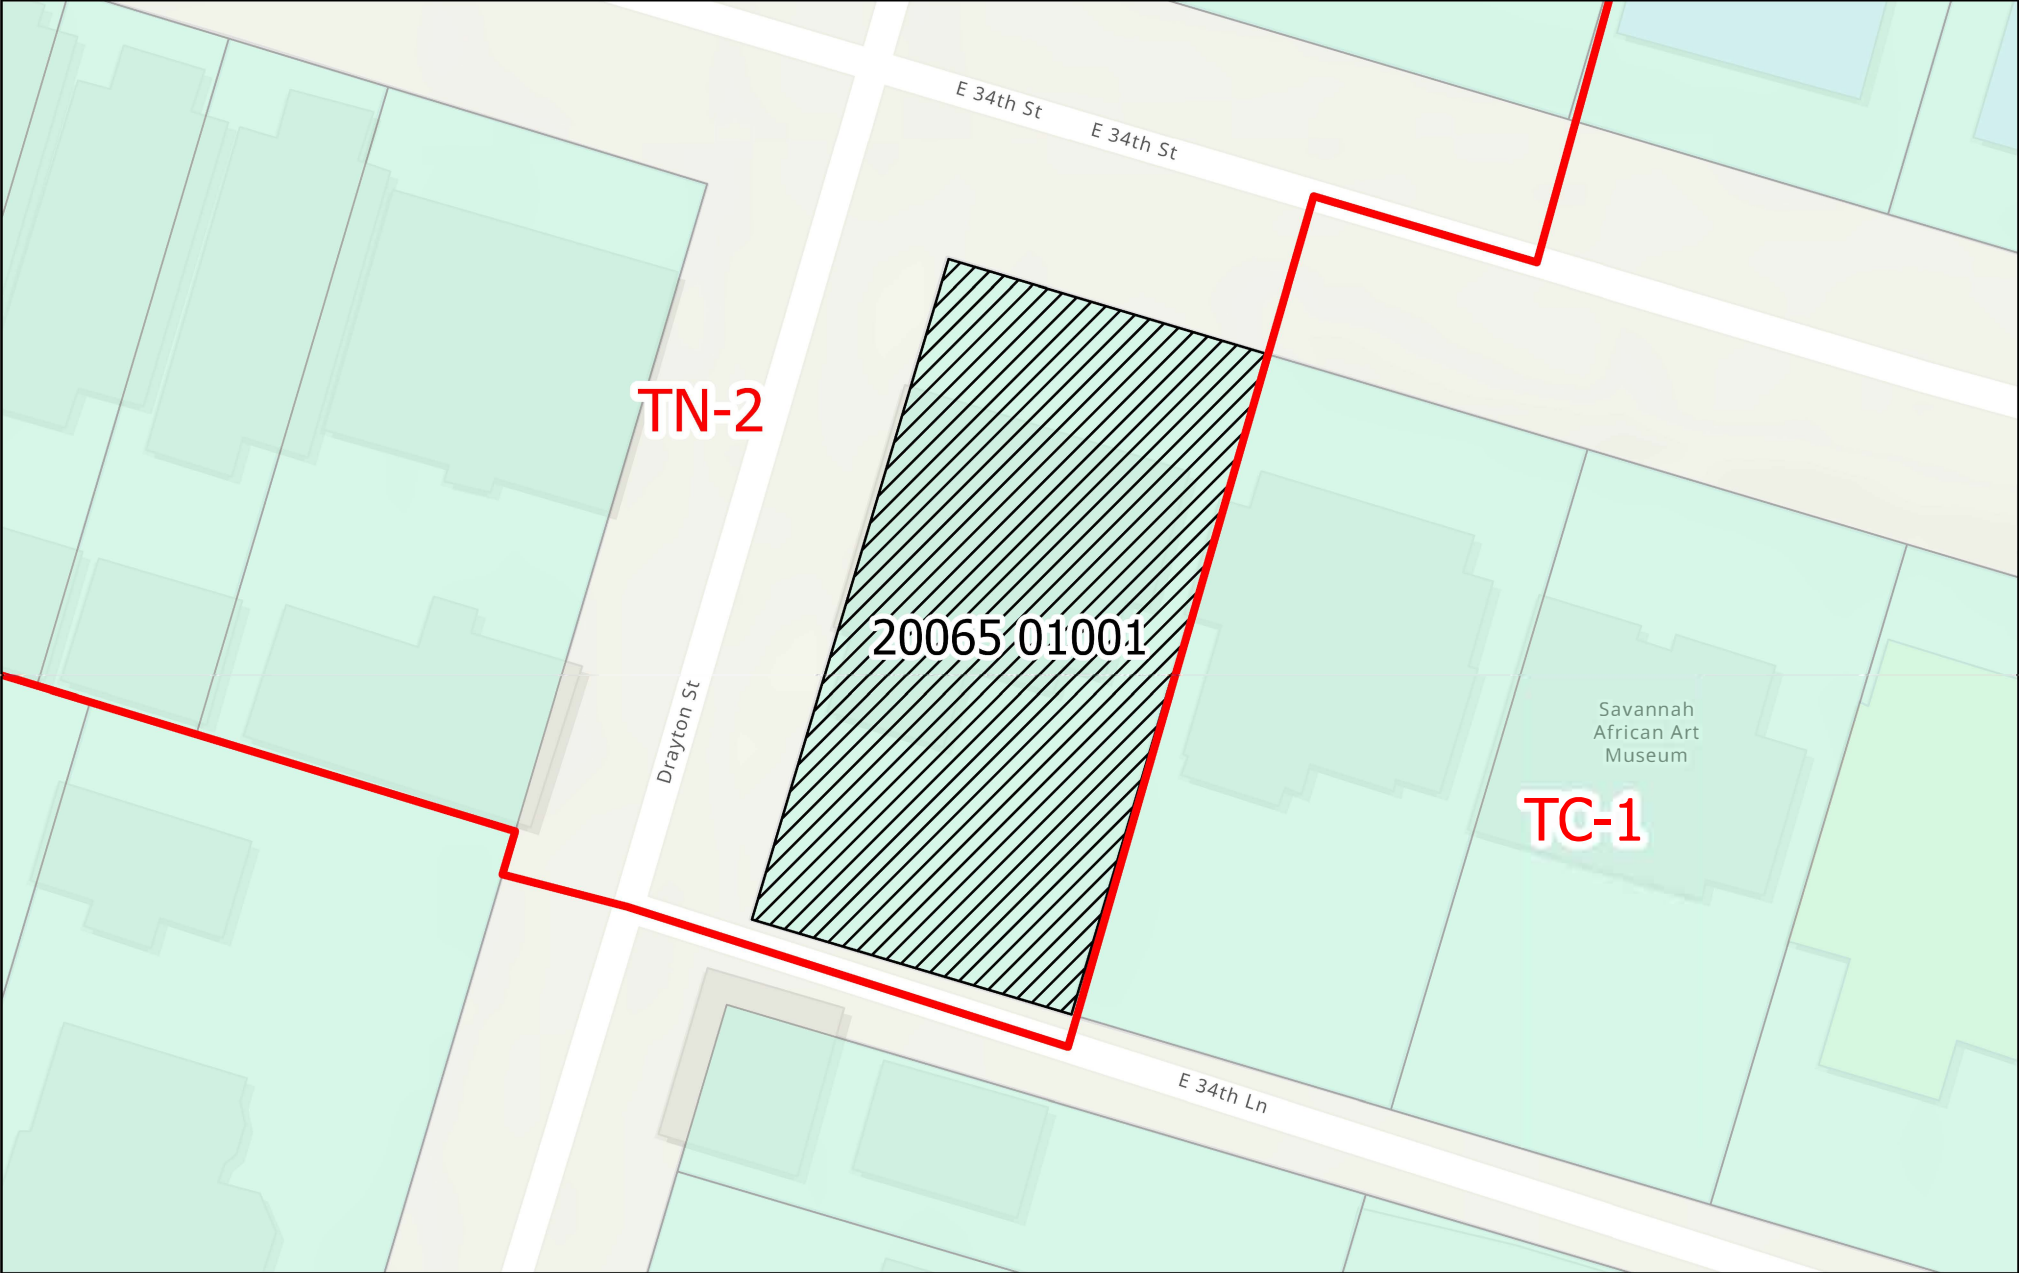 E 34th St
E 34th St
TN-2
20065 01001
Drayton St
Savannah
African Art
Museum
TC-1
E 34th Ln